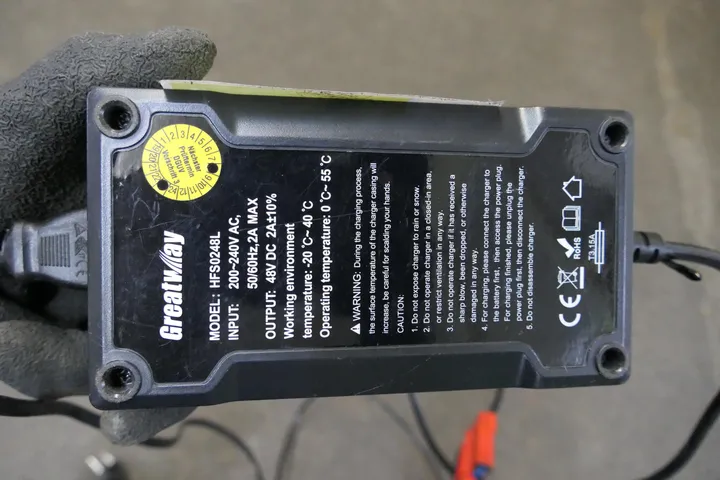 Greatway
MODEL: HFS0248L
INPUT: 200-240V AC,
50/60Hz,2A MAX
OUTPUT: 48V DC 2A±10%
Working environment
temperature: -20℃~ 40℃
Operating temperature: 0℃~ 55℃
WARNING: During the charging process,
the surface temperature of the charger casing will
increase, be careful for scalding your hands.
CAUTION:
1. Do not expose charger to rain or snow.
2. Do not operate charger in a closed-in area,
or restrict ventilation in any way.
3. Do not operate charger if it has received a
sharp blow, been dropped, or otherwise
damaged in any way.
4. For charging, please connect the charger to
the battery first, then access the power plug.
For charging finished, please unplug the
power plug first, then disconnect the charger.
5. Do not disassemble charger.
CE
ROHS
T3.15A